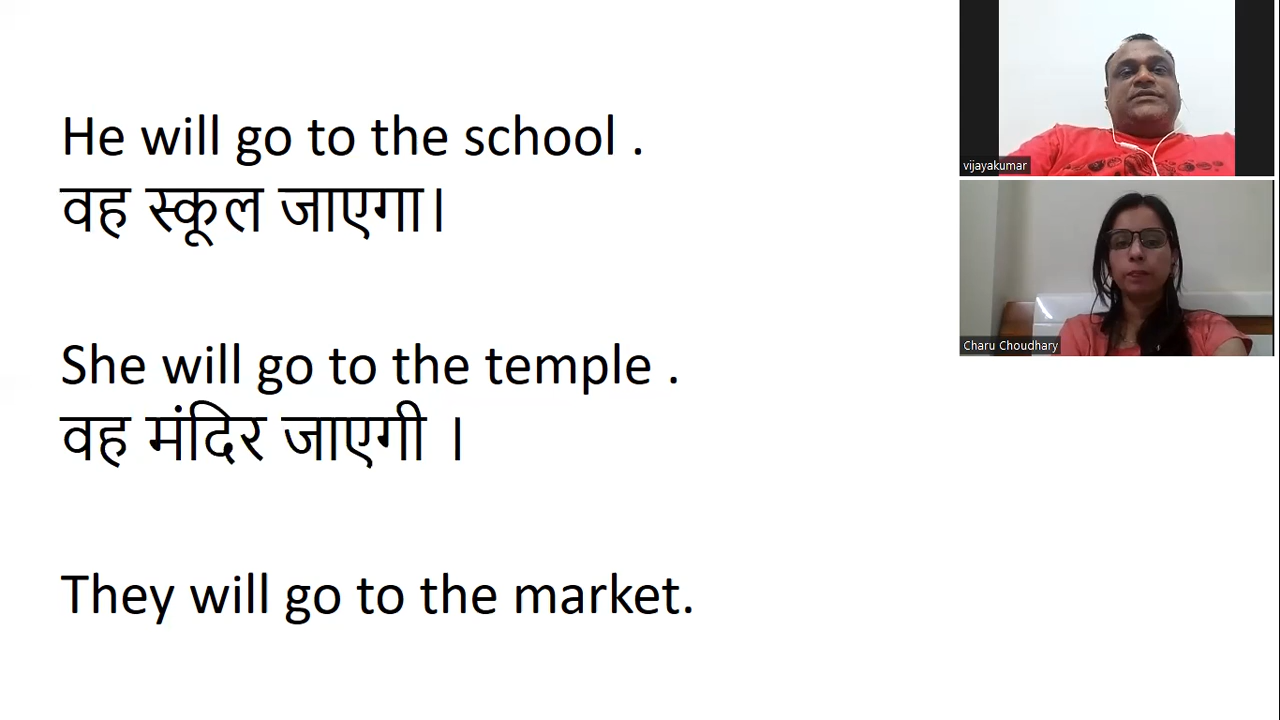 He will go to the school .
वह स्कूल जाएगा।
She will go to the temple .
वह मंदिर जाएगी ।
They will go to the market.
vijayakumar
Charu Choudhary